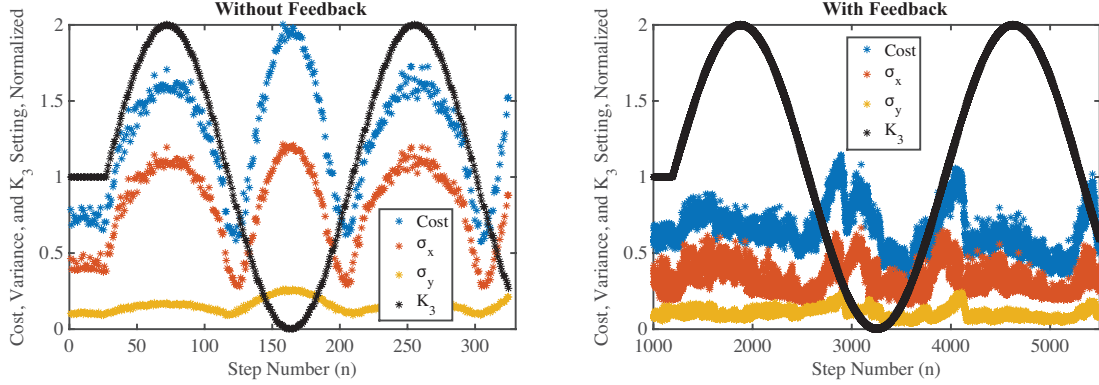 Without Feedback
Cost, Variance, and K3 Setting, Normalized
2
1.5
1
0.5
0
0 50 100 150 200 250 300
Step Number (n)
Cost
σx
σy
K3
With Feedback
Cost, Variance, and K3 Setting, Normalized
2
1.5
1
0.5
0
1000 2000 3000 4000 5000
Step Number (n)
Cost
σx
σy
K3